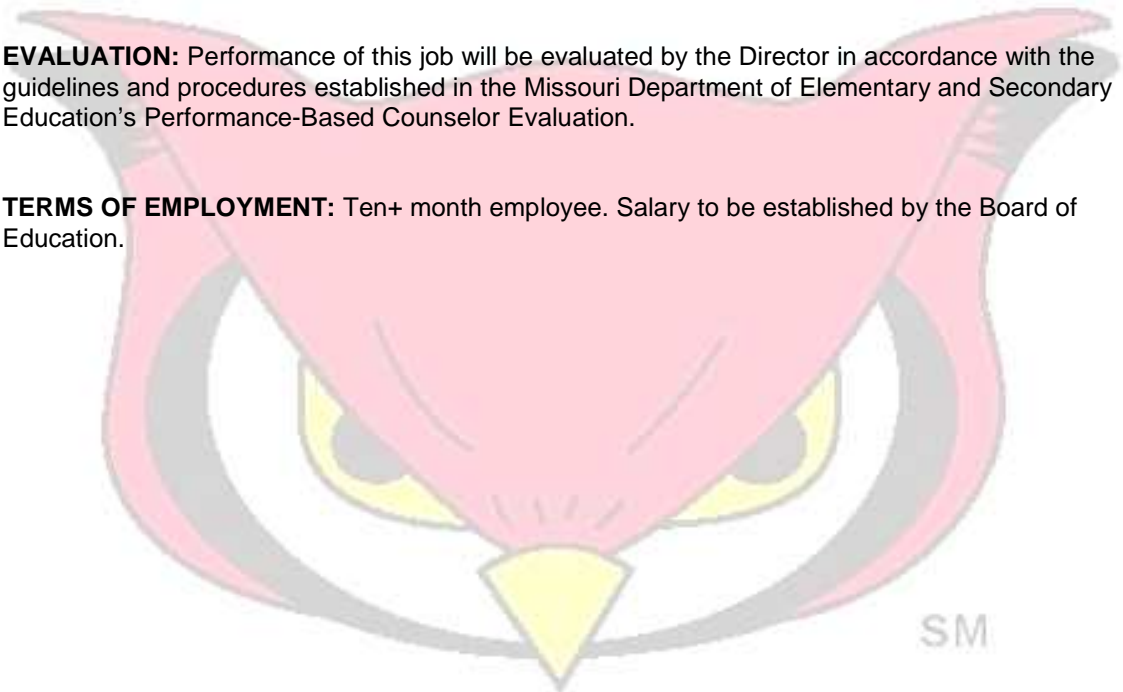 EVALUATION: Performance of this job will be evaluated by the Director in accordance with the
guidelines and procedures established in the Missouri Department of Elementary and Secondary
Education's Performance-Based Counselor Evaluation.
TERMS OF EMPLOYMENT: Ten+ month employee. Salary to be established by the Board of
Education.
SM